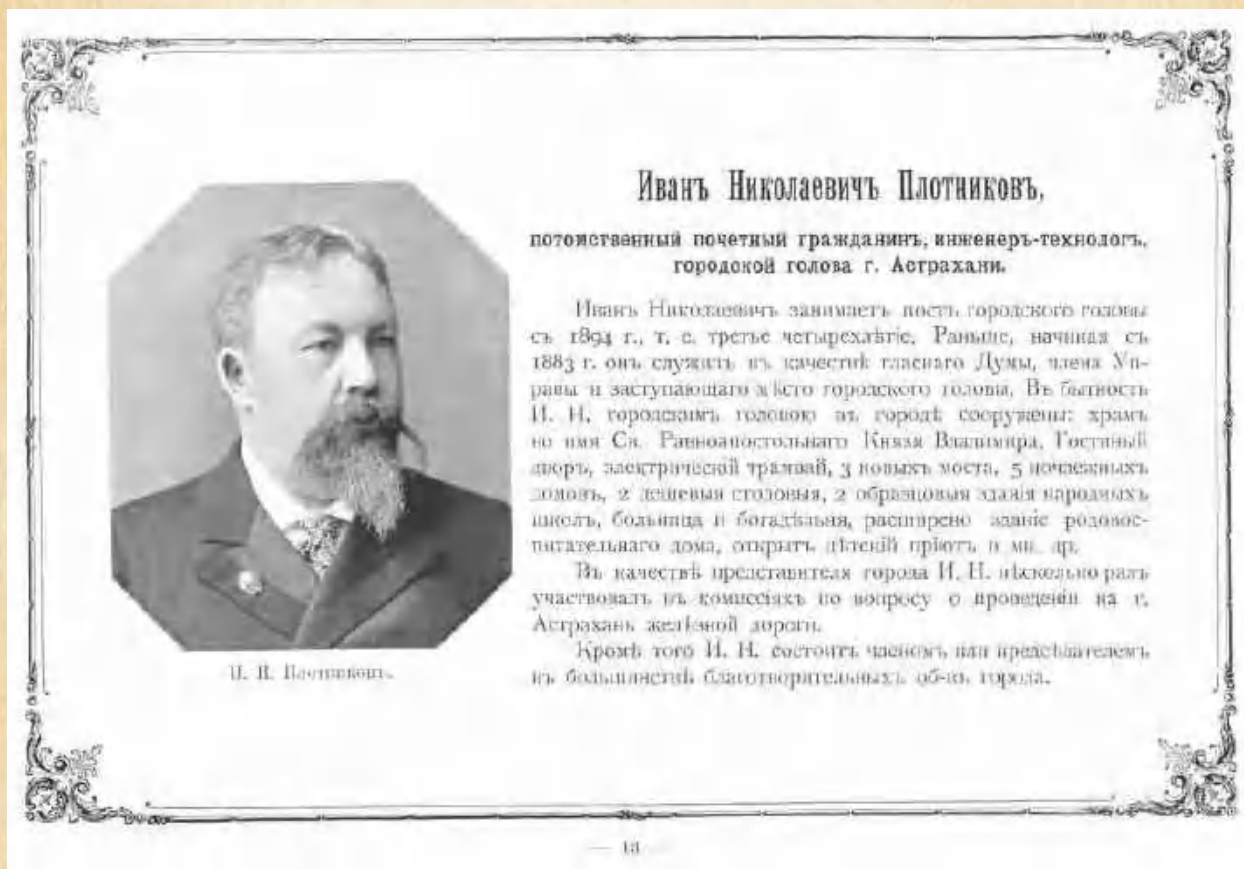 Иванъ Николаевичъ Плотниковъ,
потомственный почетный гражданинъ, инженеръ-технологъ,
городской голова г. Астрахани.
Иванъ Николаевичъ занимаетъ постъ городского головы
съ 1894 г., т. е. третье четырехлѣтіе. Раньше, начиная съ
1883 г. онъ служилъ въ качествѣ гласнаго Думы, члена Уп-
равы и заступающаго мѣсто городского головы. Въ бытность
И. Н. городскимъ головою въ городѣ сооружены: храмъ
во имя Св. Равноапостольнаго Князя Владиміра, Гостиный
дворъ, электрическій трамвай, 3 новыхъ моста, 5 ночлежныхъ
домовъ, 2 дешевыя столовыя, 2 образцовыя зданія народныхъ
школъ, больница и богадѣльня, расширено зданіе родовос-
питательнаго дома, открытъ дѣтскій пріютъ и мн. др.
Въ качествѣ представителя города И. Н. нѣсколько разъ
участвовалъ въ комиссіяхъ по вопросу о проведеніи на г.
Астрахань желѣзной дороги.
Кромѣ того И. Н. состоитъ членомъ или предсѣдателемъ
въ большинствѣ благотворительныхъ об-въ города.
И. Н. Плотниковъ.
— 13 —